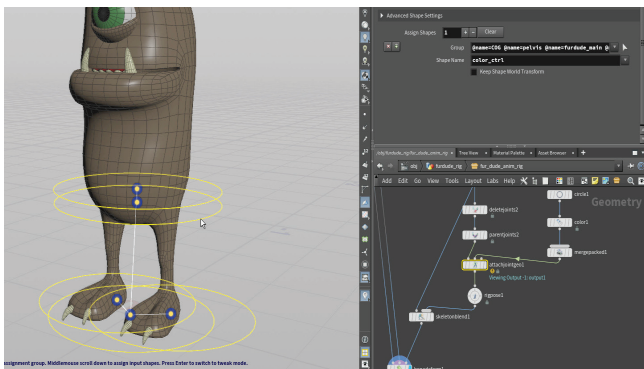 Advanced Shape Settings
Assign Shapes 1 + - Clear
Group @name=COG @name=pelvis @name=furdude_main @
Shape Name color_ctrl
Keep Shape World Transform
/obj/furdude_rig/fur_dude_anim_rig × Tree View × Material Palette × Asset Browser × +
obj furdude_rig fur_dude_anim_rig
Add Edit Go View Tools Layout Labs Help
Geometry
circle1
deletejoints2
color1
parentjoints2
mergepacked1
attachjointgeo1
Viewing Output -1: output1
rigpose1
skeletonblend1
assignment group. Middlemouse scroll down to assign input shapes. Press Enter to switch to tweak mode.